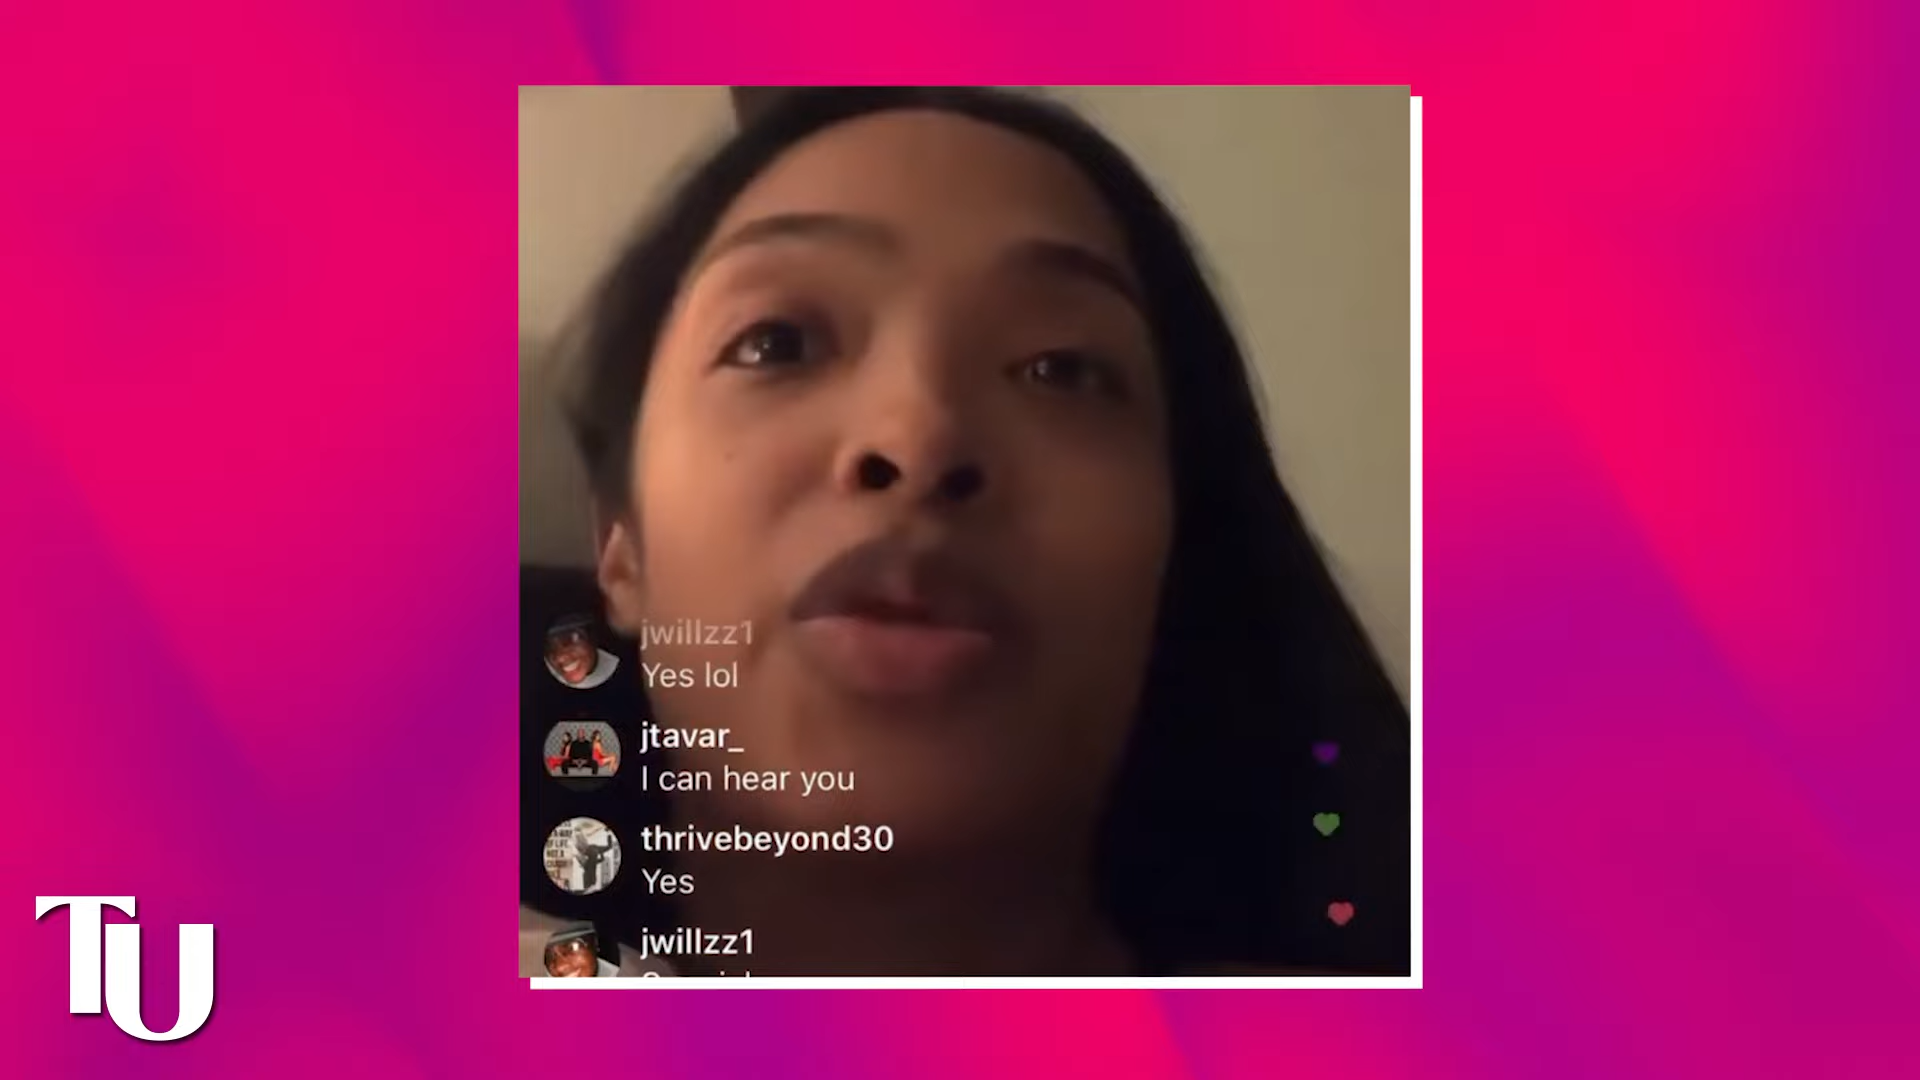 jwillzz1
Yes lol
jtavar_
I can hear you
thrivebeyond30
Yes
jwillzz1
TU